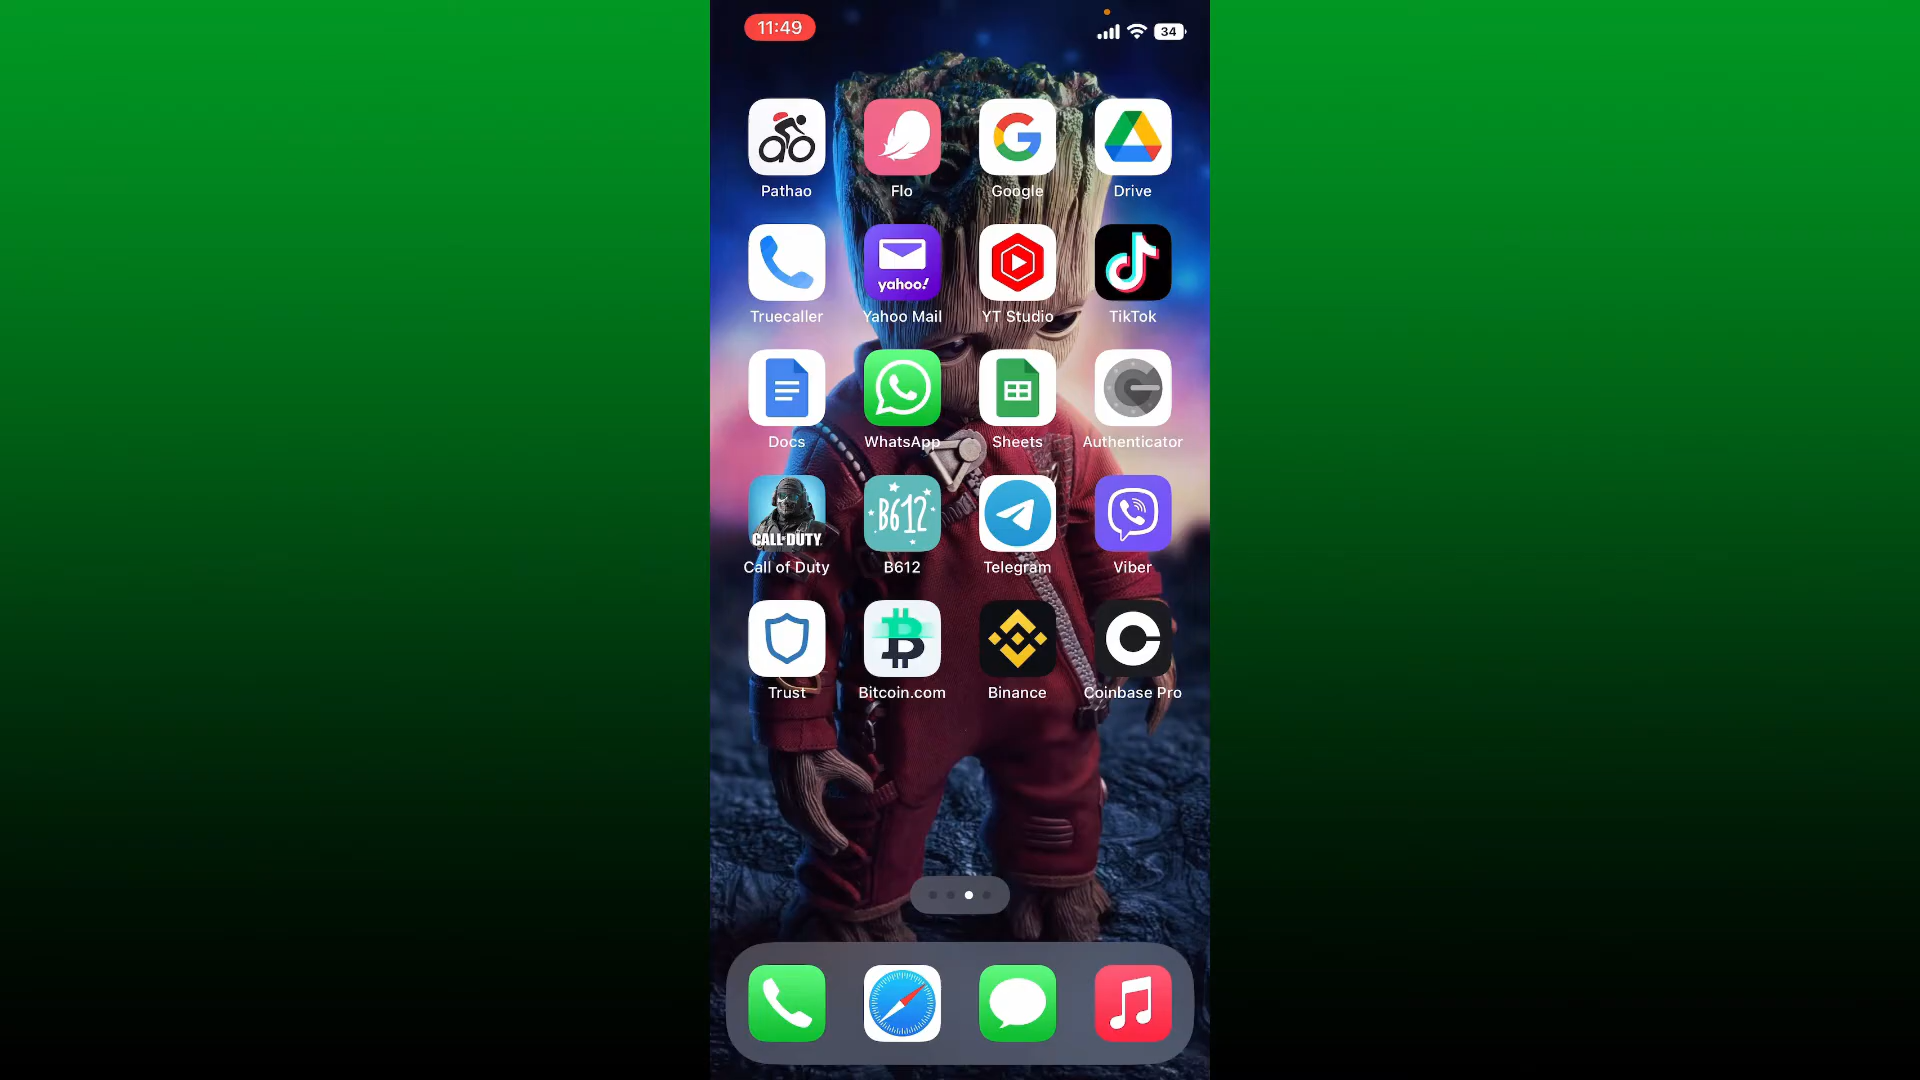 11:49
34
Pathao Flo Google Drive
yahoo!
Truecaller Yahoo Mail YT Studio TikTok
Docs WhatsApp Sheets Authenticator
CALL OF DUTY
B612
Call of Duty B612 Telegram Viber
Trust Bitcoin.com Binance Coinbase Pro